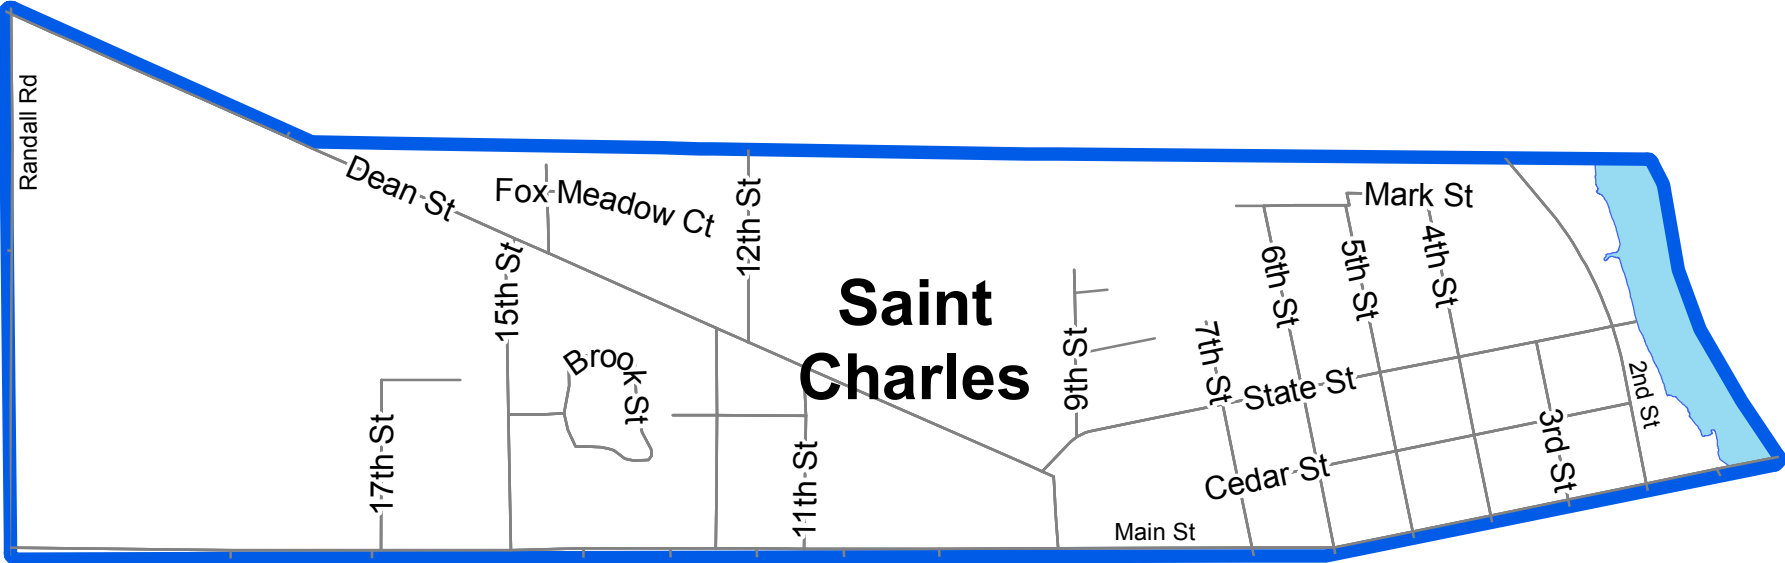 Randall Rd
Dean St
Fox Meadow Ct
12th St
15th St
Brook St
17th St
11th St
Saint
Charles
9th St
7th St
6th St
5th St
4th St
Mark St
State St
Cedar St
3rd St
2nd St
Main St